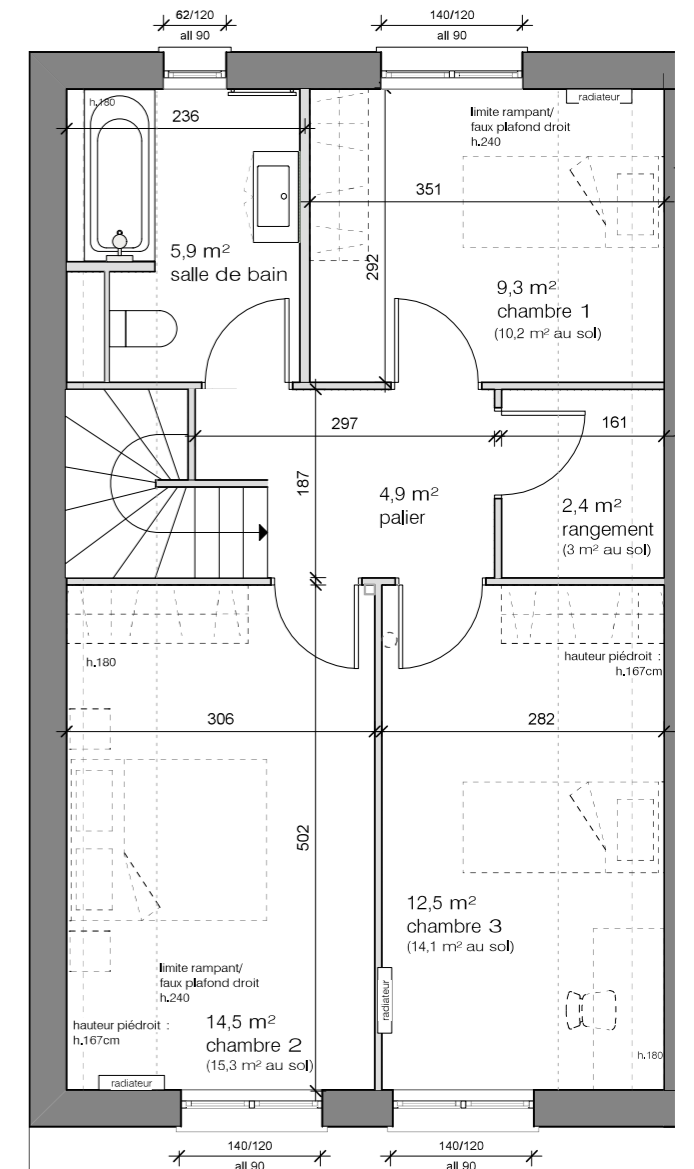 62/120
all 90
140/120
all 90
h.180
radiateur
limite rampant/
faux plafond droit
h.240
236
351
5,9 m²
salle de bain
292
9,3 m²
chambre 1
(10,2 m² au sol)
297
161
187
4,9 m²
palier
2,4 m²
rangement
(3 m² au sol)
h.180
hauteur piédroit :
h.167cm
306
282
502
12,5 m²
chambre 3
(14,1 m² au sol)
limite rampant/
faux plafond droit
h.240
radiateur
hauteur piédroit :
h.167cm
14,5 m²
chambre 2
(15,3 m² au sol)
h.180
radiateur
140/120
all 90
140/120
all 90